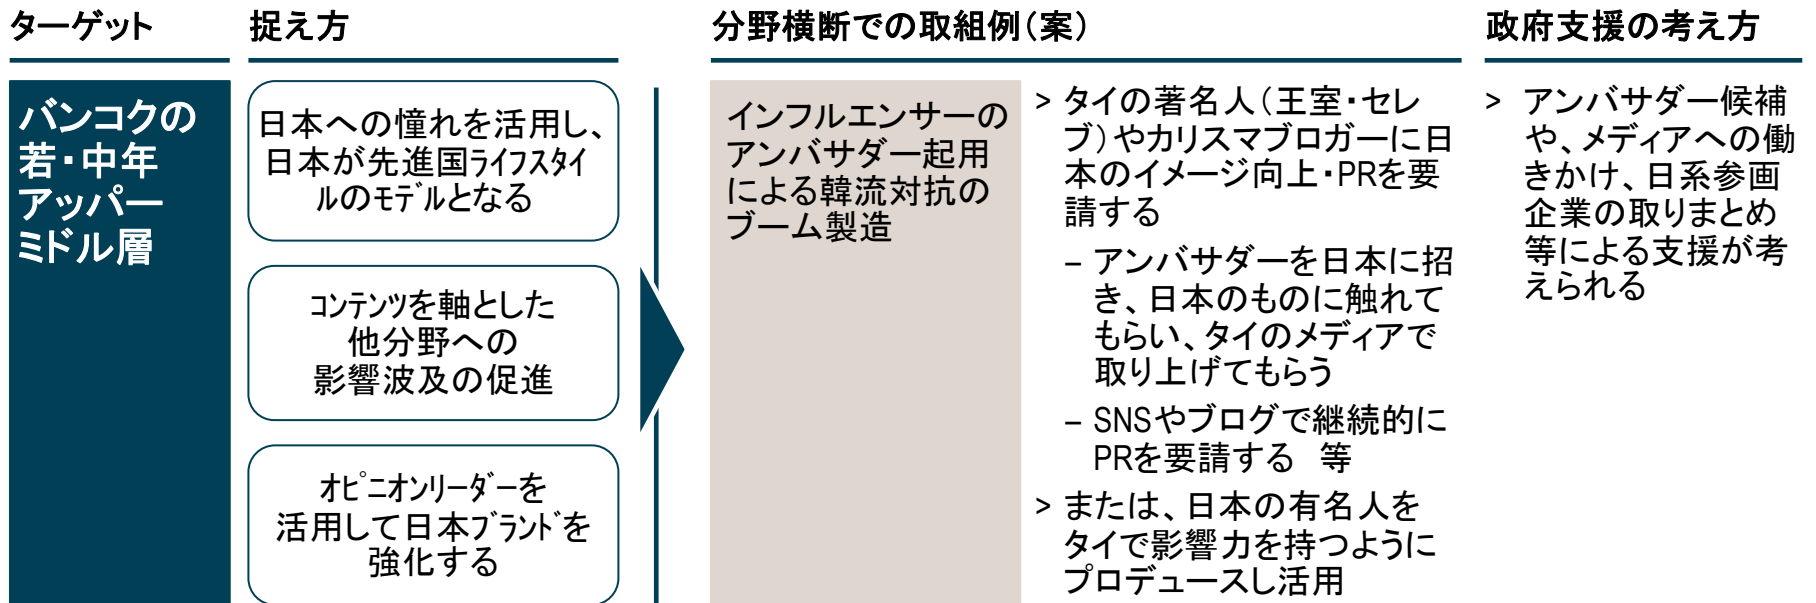 ターゲット
捉え方
分野横断での取組例(案)
政府支援の考え方
バンコクの
若・中年
アッパー
ミドル層
日本への憧れを活用し、
日本が先進国ﾗｲﾌｽﾀｲ
ﾙのﾓﾃﾞﾙとなる
ｺﾝﾃﾝﾂを軸とした
他分野への
影響波及の促進
ｵﾋﾟﾆｵﾝﾘｰﾀﾞｰを
活用して日本ﾌﾞﾗﾝﾄﾞを
強化する
インフルエンサーの
アンバサダー起用
による韓流対抗の
ブーム製造
> タイの著名人(王室・セレ
ブ)やカリスマブロガーに日
本のイメージ向上・PRを要
請する
– アンバサダーを日本に招
き、日本のものに触れて
もらい、タイのメディアで
取り上げてもらう
– SNSやブログで継続的に
PRを要請する 等
> または、日本の有名人を
タイで影響力を持つように
プロデュースし活用
> アンバサダー候補
や、メディアへの働
きかけ、日系参画
企業の取りまとめ
等による支援が考
えられる